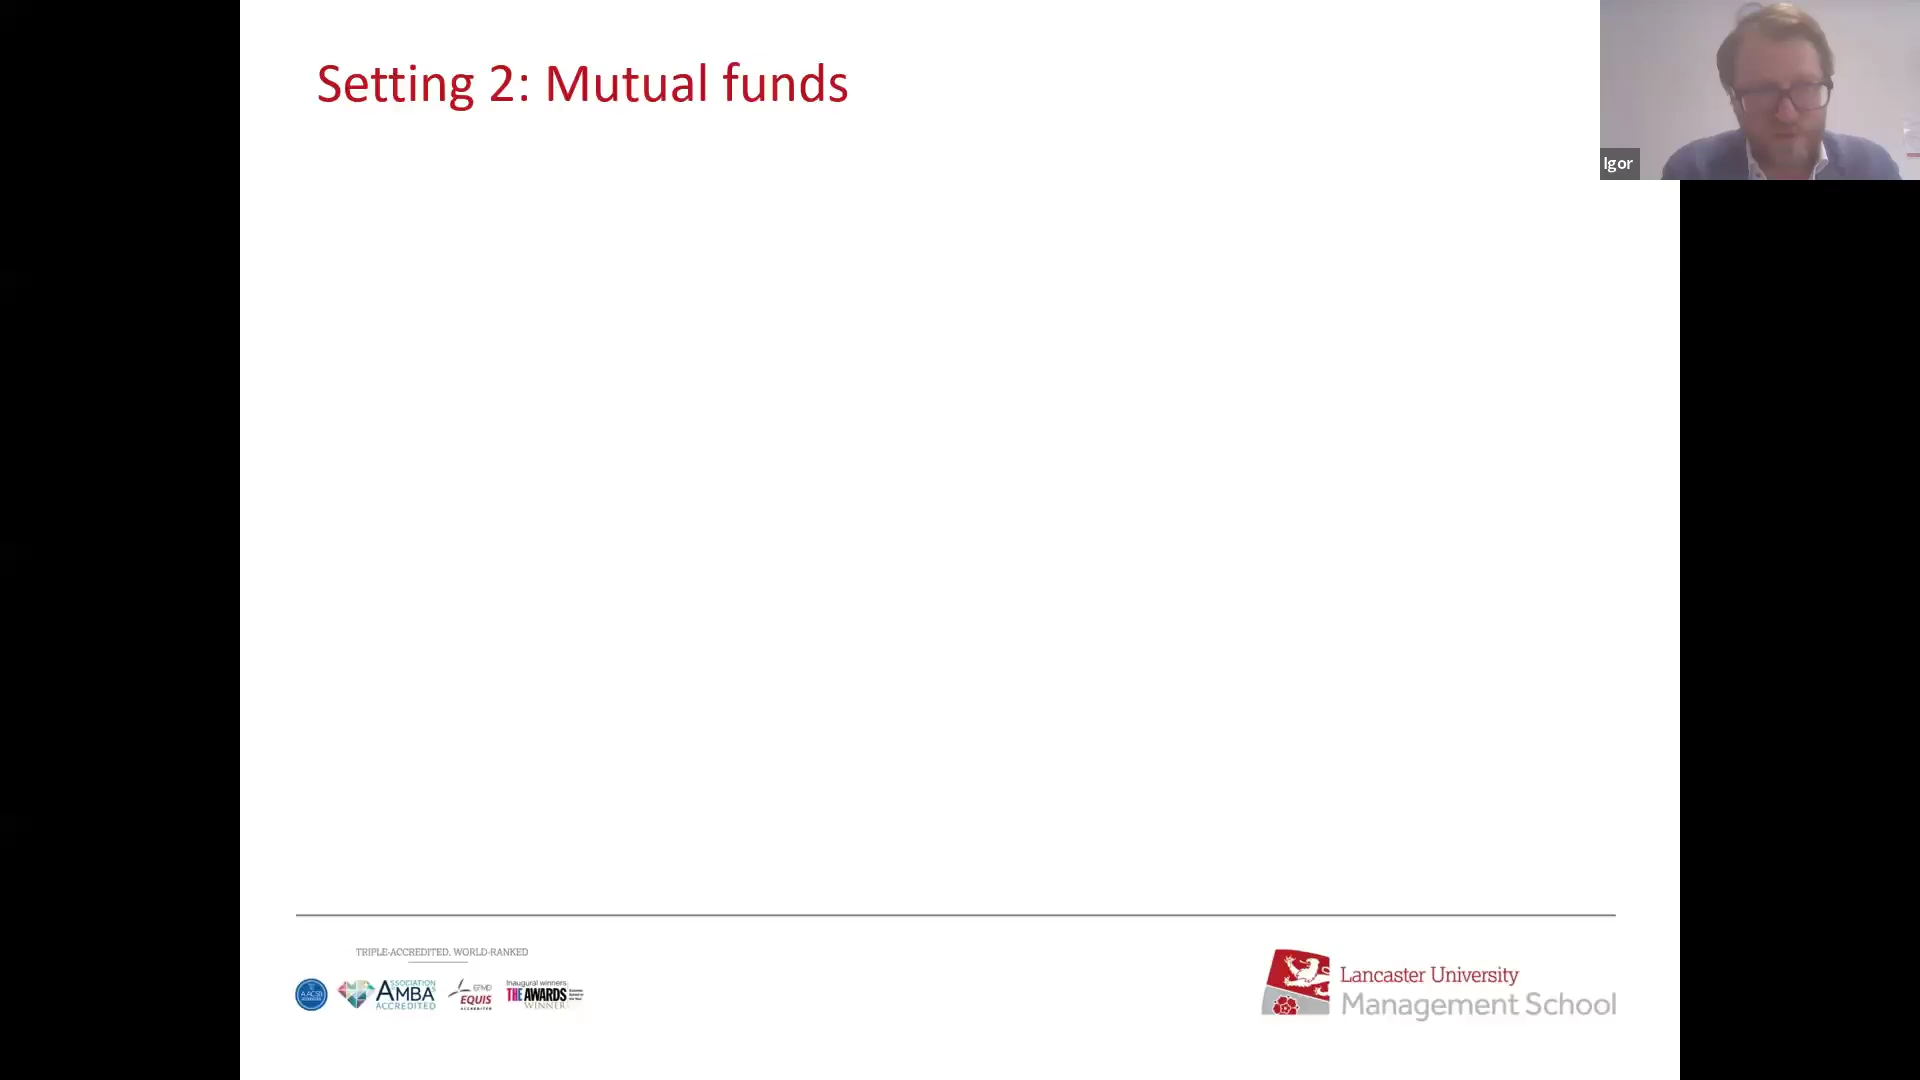 Setting 2: Mutual funds
Igor
TRIPLE-ACCREDITED, WORLD-RANKED
AACSB
ASSOCIATION
AMBA
ACCREDITED
EFMD
EQUIS
ACCREDITED
Inaugural winners:
THE AWARDS
WINNER
Lancaster University
Management School